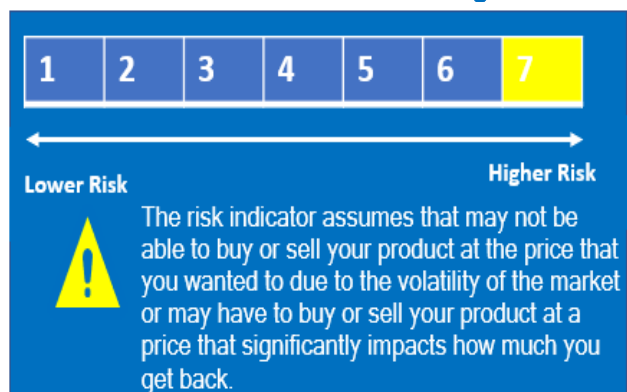 1 2 3 4 5 6 7
Lower Risk
Higher Risk
The risk indicator assumes that may not be
able to buy or sell your product at the price that
you wanted to due to the volatility of the market
or may have to buy or sell your product at a
price that significantly impacts how much you
get back.